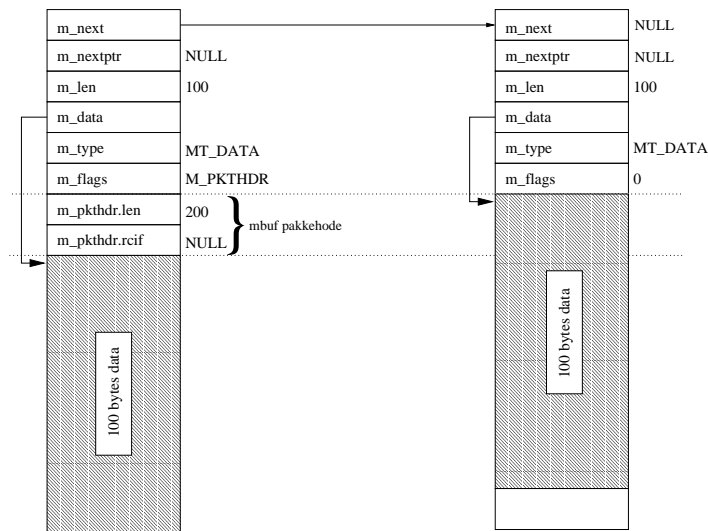 m_next
m_nextptr NULL
m_len 100
m_data
m_type MT_DATA
m_flags M_PKTHDR
m_pkthdr.len 200
m_pkthdr.rcif NULL
mbuf pakkehode
100 bytes data
m_next NULL
m_nextptr NULL
m_len 100
m_data
m_type MT_DATA
m_flags 0
100 bytes data